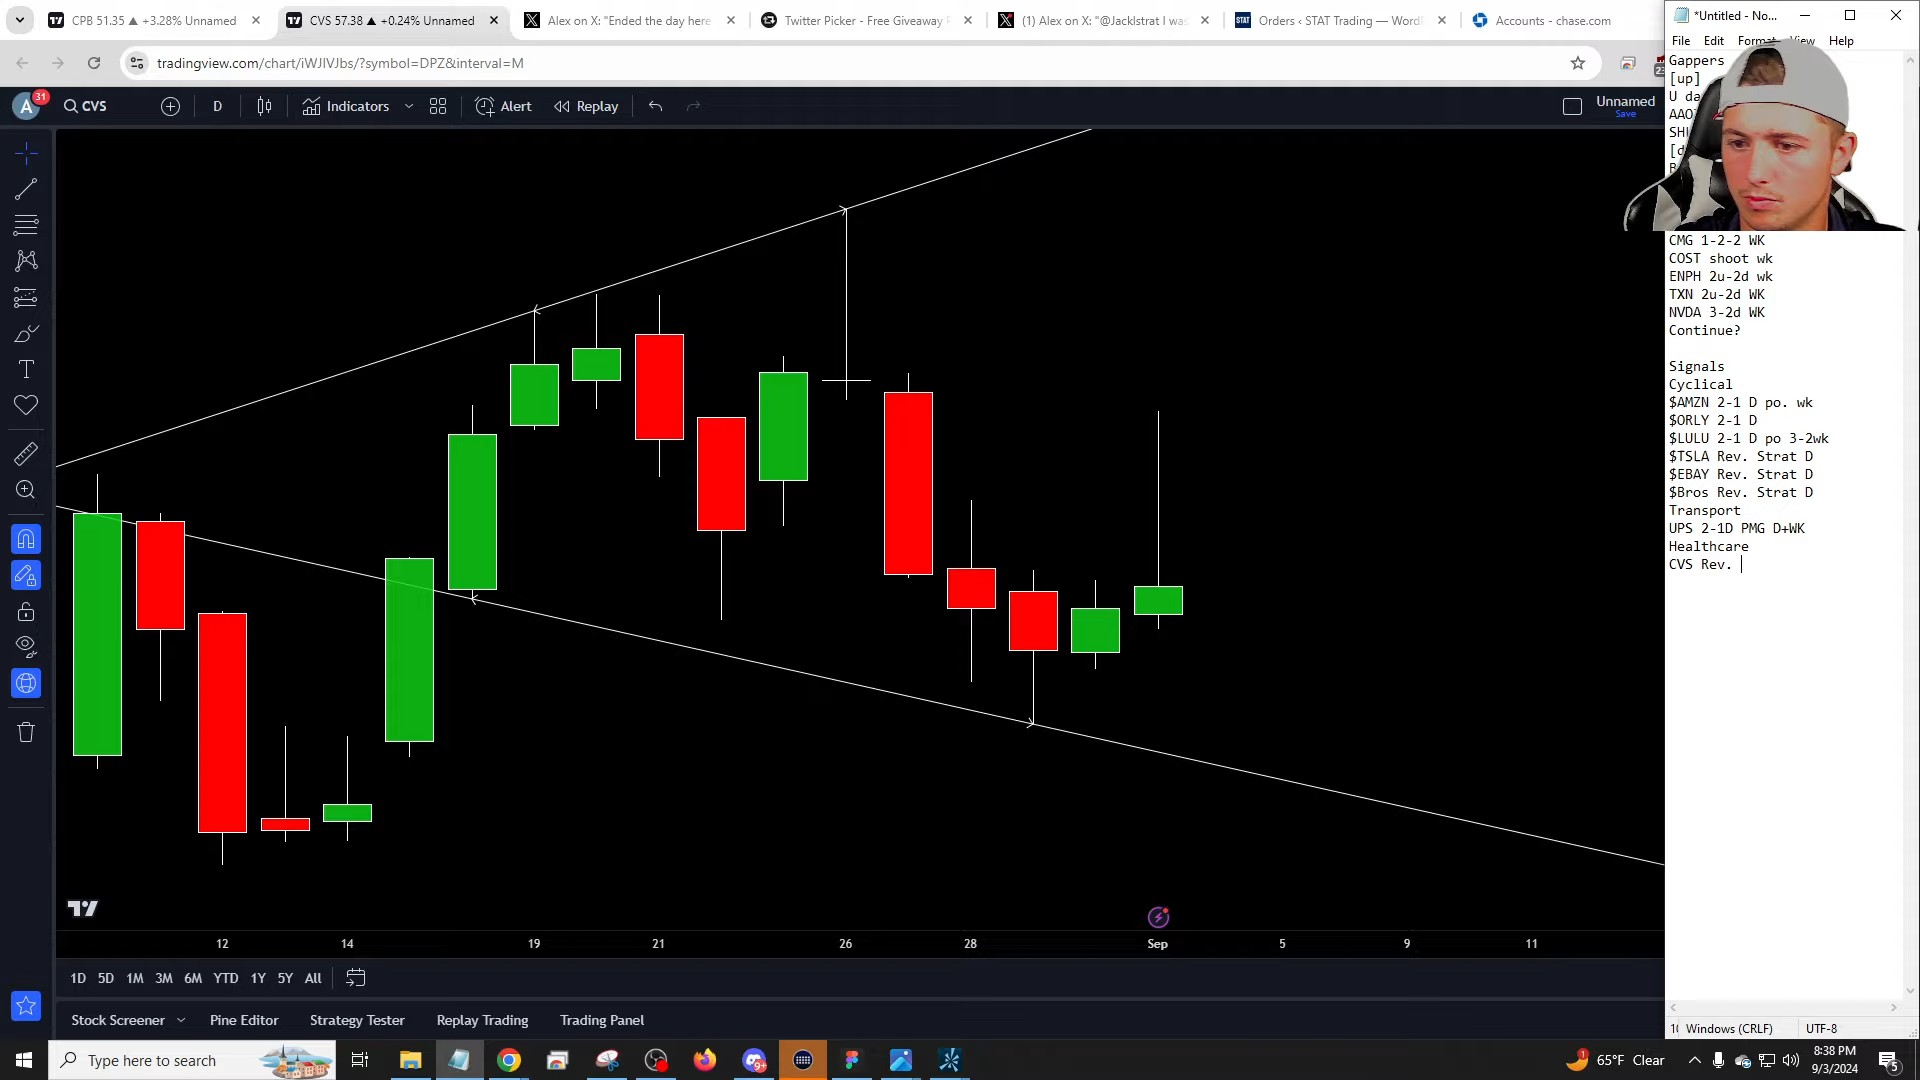 CPB 51.35 ▲ +3.28% Unnamed
CVS 57.38 ▲ +0.24% Unnamed
Alex on X: "Ended the day here
Twitter Picker - Free Giveaway
(1) Alex on X: "@JackIstrat I was
STAT
Orders ‹ STAT Trading — Word
Accounts - chase.com
*Untitled - No...
tradingview.com/chart/iWJIVJbs/?symbol=DPZ&interval=M
File Edit Format View Help
A 31
CVS
D
Indicators
Alert
Replay
Unnamed
Save
Gappers
[up]
U da
AAO
CMG 1-2-2 WK
COST shoot wk
ENPH 2u-2d wk
TXN 2u-2d WK
NVDA 3-2d WK
Continue?
Signals
Cyclical
$AMZN 2-1 D po. wk
$ORLY 2-1 D
$LULU 2-1 D po 3-2wk
$TSLA Rev. Strat D
$EBAY Rev. Strat D
$Bros Rev. Strat D
Transport
UPS 2-1D PMG D+WK
Healthcare
CVS Rev.
12 14 19 21 26 28 Sep 5 9 11
1D 5D 1M 3M 6M YTD 1Y 5Y All
Stock Screener Pine Editor Strategy Tester Replay Trading Trading Panel
Windows (CRLF) UTF-8
Type here to search
9+
1
65°F Clear
8:38 PM
9/3/2024
5